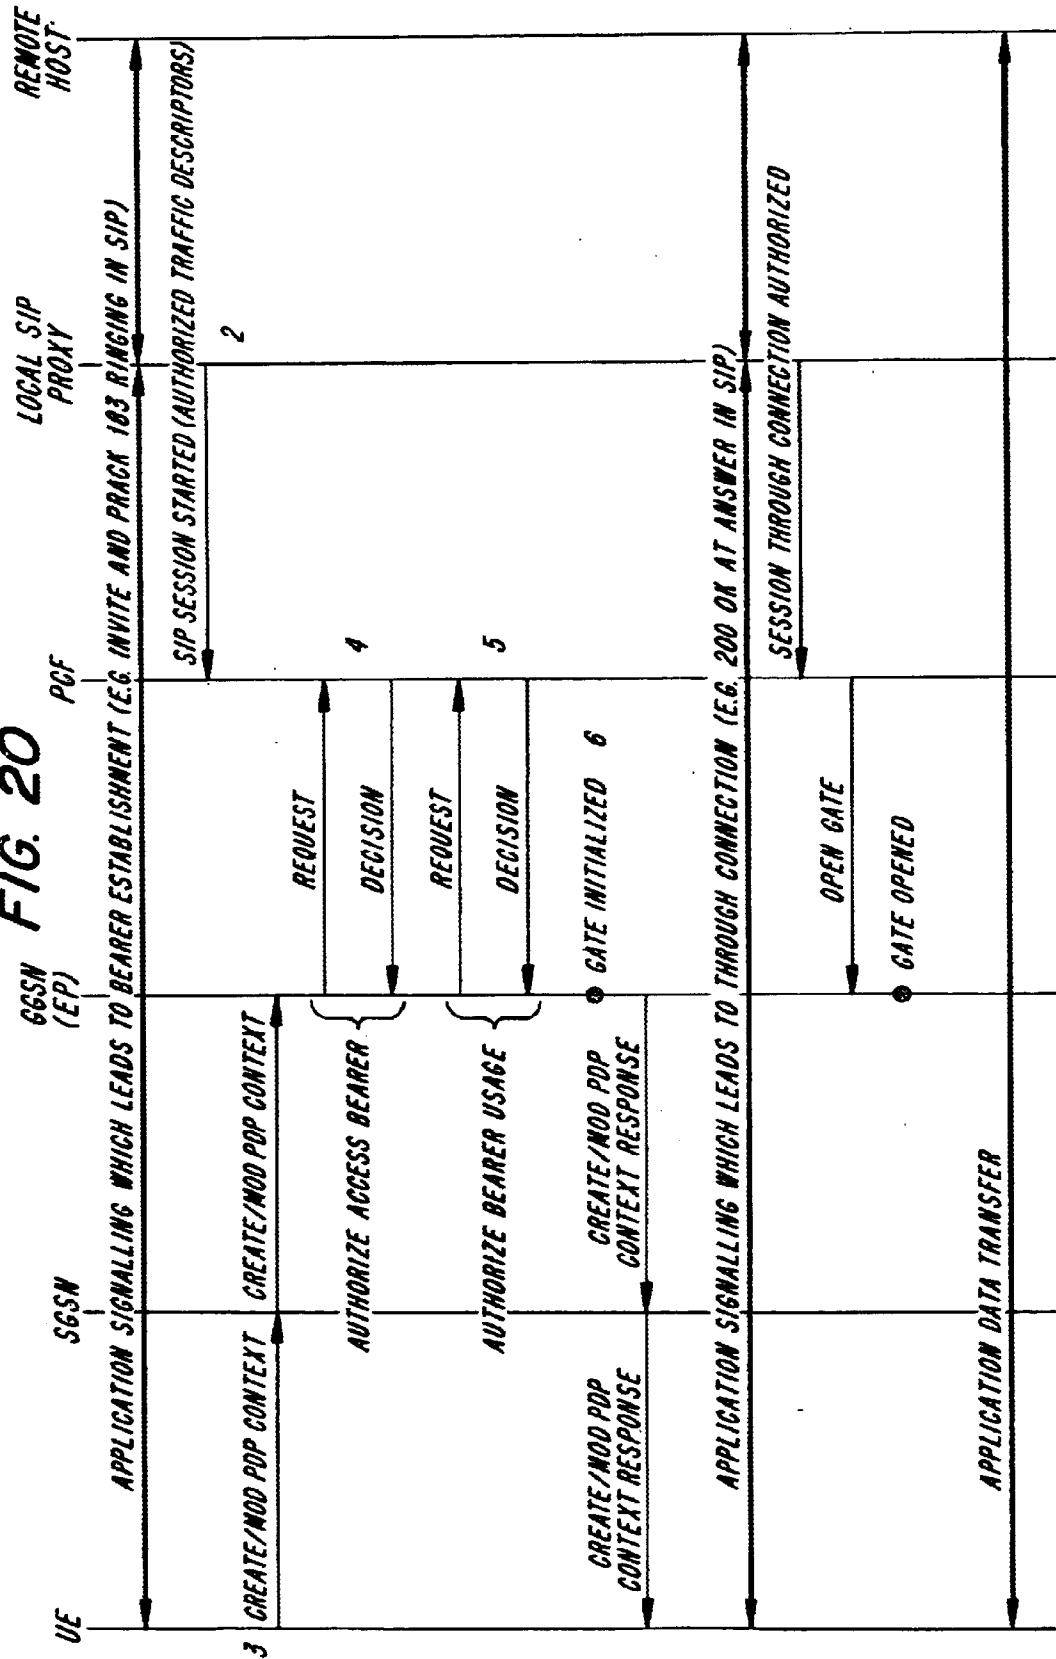 FIG. 20
UE
SGSN
GGSN
(EP)
PCF
LOCAL SIP
PROXY
REMOTE
HOST
APPLICATION SIGNALLING WHICH LEADS TO BEARER ESTABLISHMENT (E.G. INVITE AND PRACK 183 RINGING IN SIP)
SIP SESSION STARTED (AUTHORIZED TRAFFIC DESCRIPTORS)
2
3
CREATE/MOD PDP CONTEXT
CREATE/MOD PDP CONTEXT
REQUEST
4
DECISION
AUTHORIZE ACCESS BEARER
REQUEST
5
DECISION
AUTHORIZE BEARER USAGE
GATE INITIALIZED 6
CREATE/MOD PDP
CONTEXT RESPONSE
CREATE/MOD PDP
CONTEXT RESPONSE
APPLICATION SIGNALLING WHICH LEADS TO THROUGH CONNECTION (E.G. 200 OK AT ANSWER IN SIP)
SESSION THROUGH CONNECTION AUTHORIZED
OPEN GATE
GATE OPENED
APPLICATION DATA TRANSFER